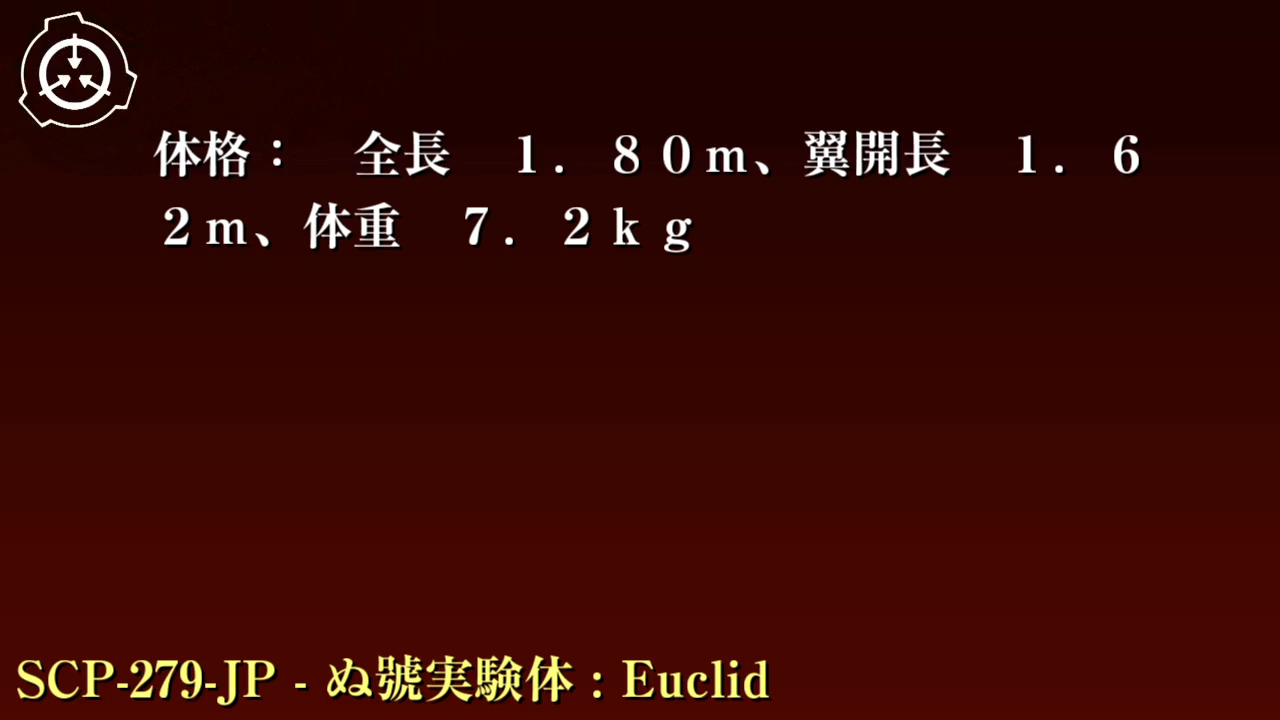 体格： 全長 １．８０ｍ、翼開長 １．６
２ｍ、体重 ７．２ｋｇ
SCP-279-JP - ぬ號実験体 : Euclid